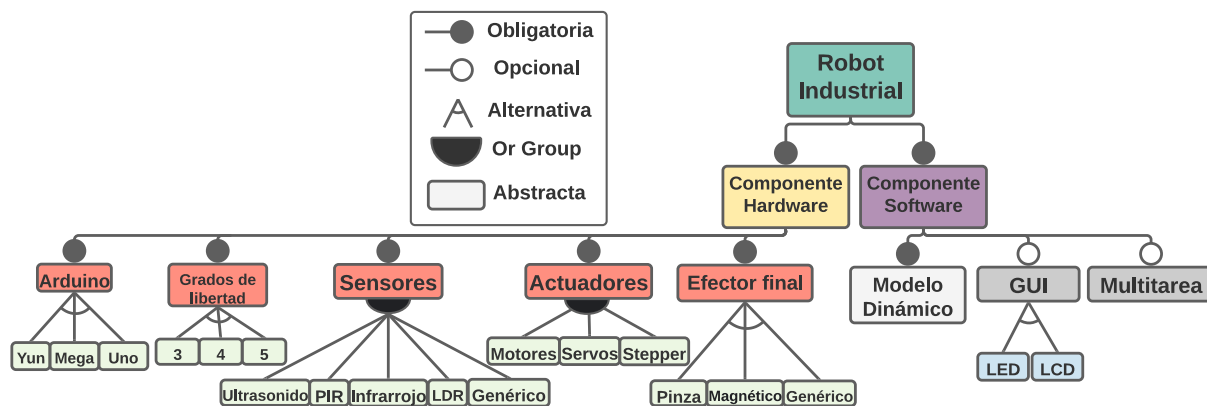 Obligatoria
Opcional
Alternativa
Or Group
Abstracta
Robot
Industrial
Componente
Hardware
Componente
Software
Arduino
Grados de
libertad
Sensores
Actuadores
Efector final
Modelo
Dinámico
GUI
Multitarea
Yun
Mega
Uno
3
4
5
Ultrasonido
PIR
Infrarrojo
LDR
Genérico
Motores
Servos
Stepper
Pinza
Magnético
Genérico
LED
LCD